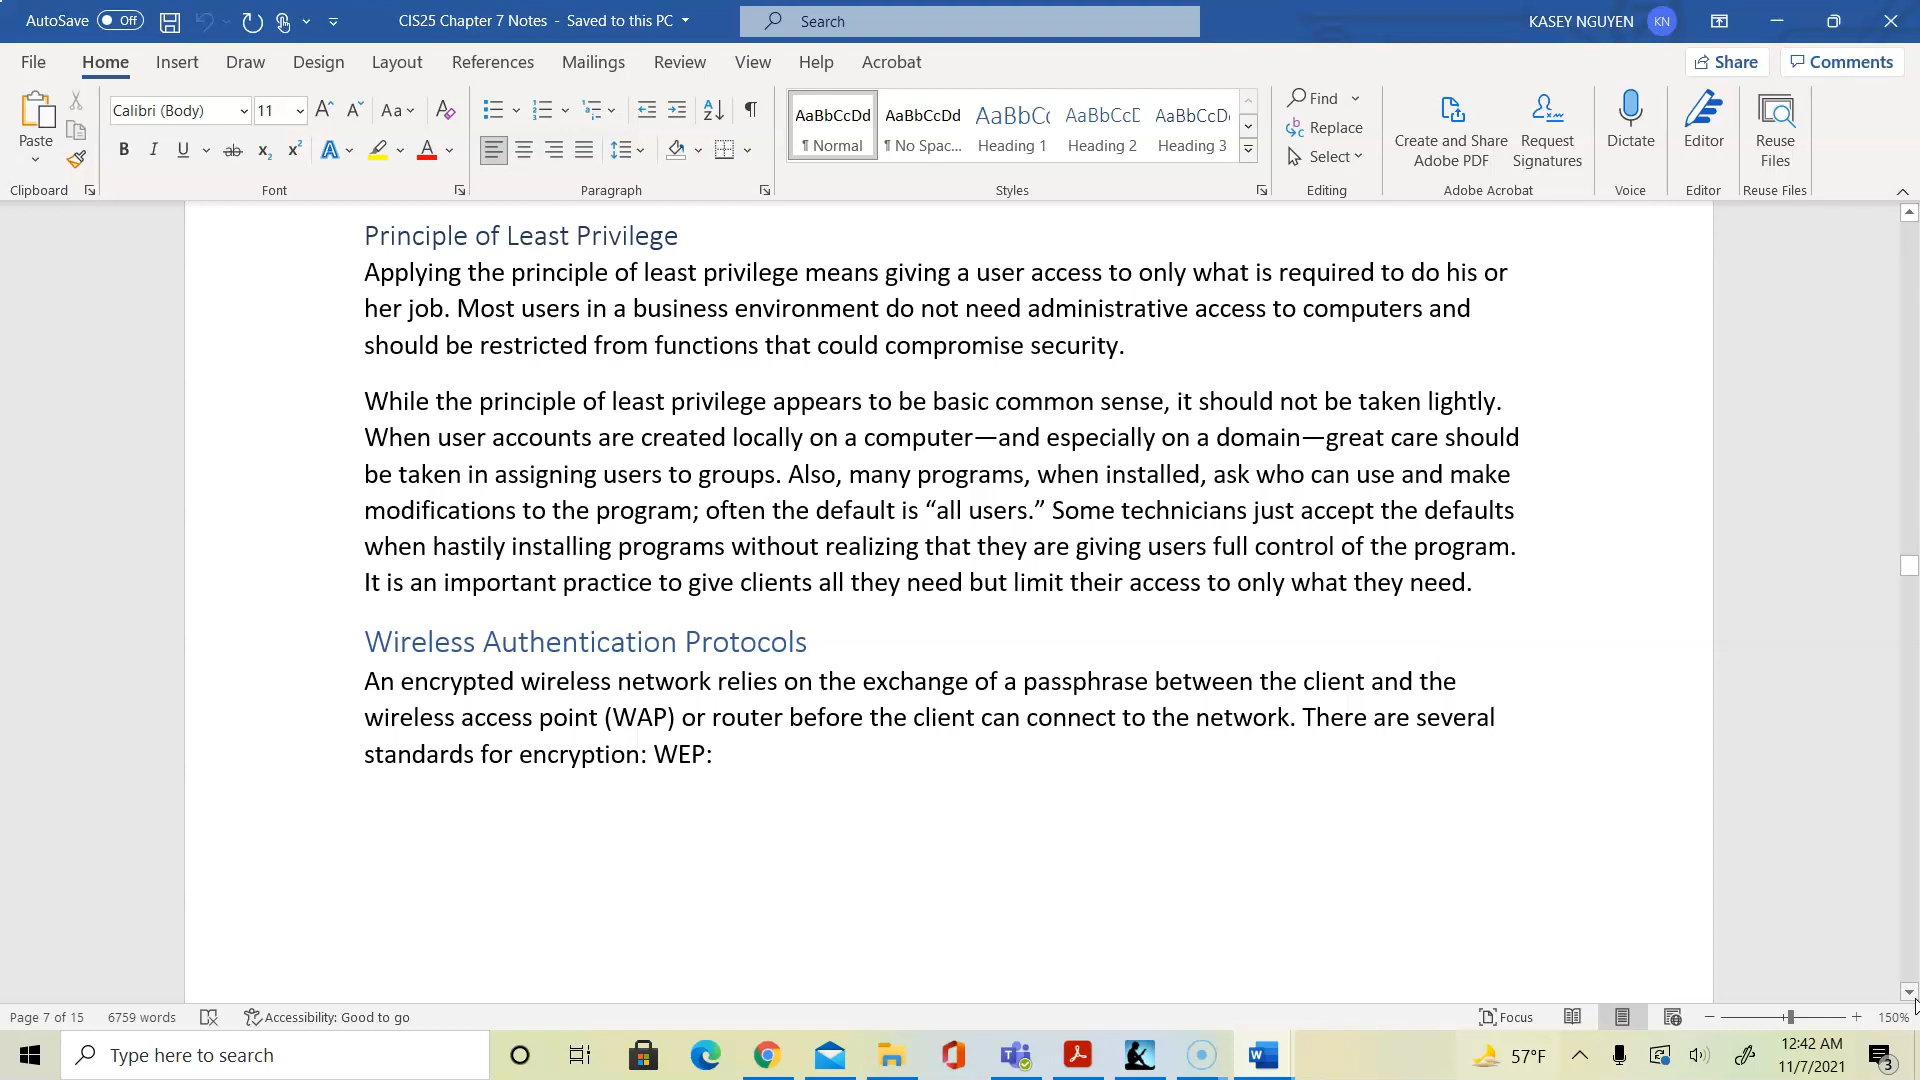 AutoSave Off CIS25 Chapter 7 Notes - Saved to this PC Search KASEY NGUYEN KN
File Home Insert Draw Design Layout References Mailings Review View Help Acrobat Share Comments
Paste
Calibri (Body) 11 Aa
B I U ab x2 x2 A A
AaBbCcDd AaBbCcDd AaBbCc AaBbCcD AaBbCcD
¶ Normal ¶ No Spac... Heading 1 Heading 2 Heading 3
Find
Replace
Select
Create and Share Adobe PDF
Request Signatures
Dictate
Editor
Reuse Files
Clipboard Font Paragraph Styles Editing Adobe Acrobat Voice Editor Reuse Files
Principle of Least Privilege
Applying the principle of least privilege means giving a user access to only what is required to do his or
her job. Most users in a business environment do not need administrative access to computers and
should be restricted from functions that could compromise security.
While the principle of least privilege appears to be basic common sense, it should not be taken lightly.
When user accounts are created locally on a computer—and especially on a domain—great care should
be taken in assigning users to groups. Also, many programs, when installed, ask who can use and make
modifications to the program; often the default is “all users.” Some technicians just accept the defaults
when hastily installing programs without realizing that they are giving users full control of the program.
It is an important practice to give clients all they need but limit their access to only what they need.
Wireless Authentication Protocols
An encrypted wireless network relies on the exchange of a passphrase between the client and the
wireless access point (WAP) or router before the client can connect to the network. There are several
standards for encryption: WEP:
Page 7 of 15 6759 words Accessibility: Good to go Focus 150%
Type here to search 57°F 12:42 AM
11/7/2021 3